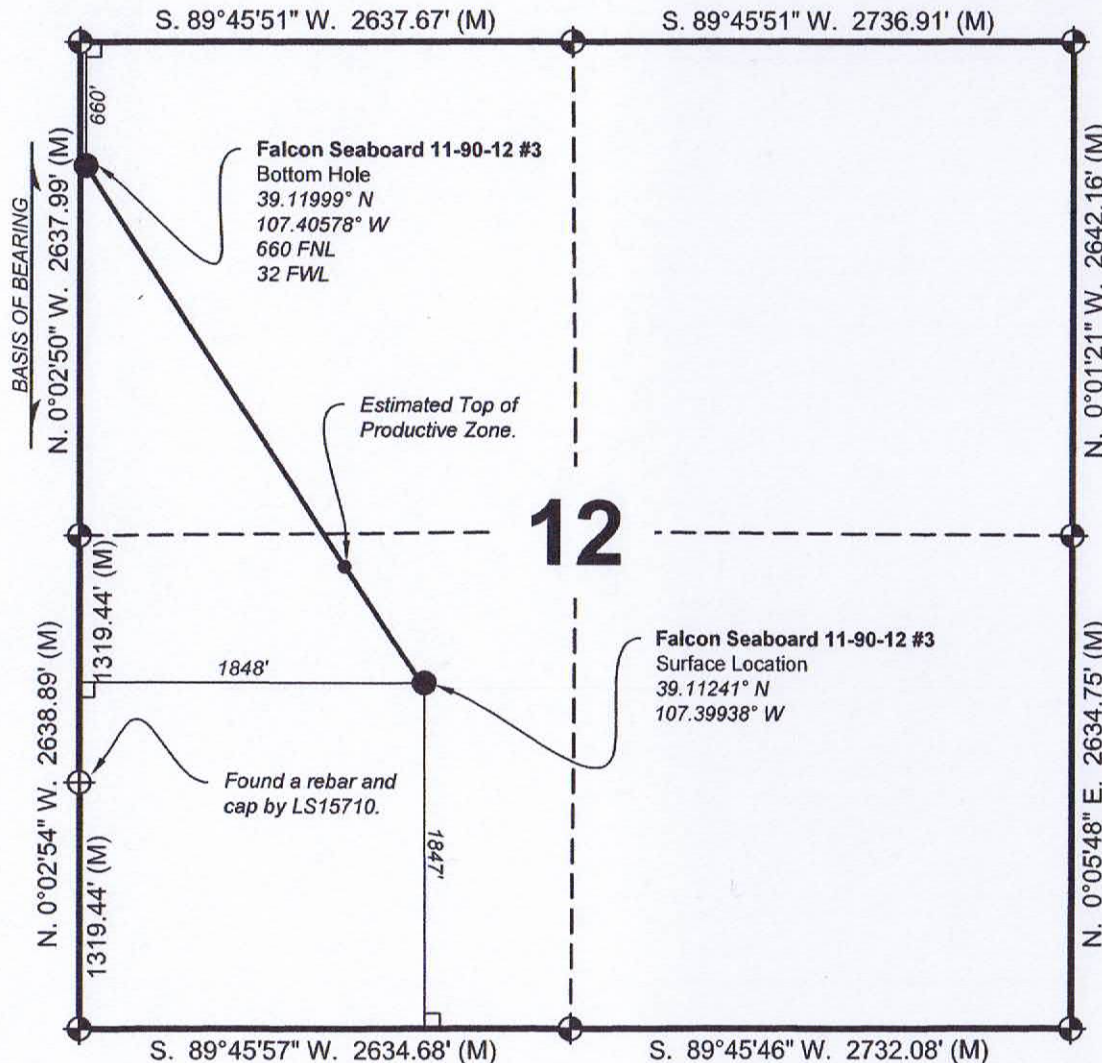 S. 89°45'51" W. 2637.67' (M)
S. 89°45'51" W. 2736.91' (M)
660'
BASIS OF BEARING
N. 0°02'50" W. 2637.99' (M)
Falcon Seaboard 11-90-12 #3
Bottom Hole
39.11999° N
107.40578° W
660 FNL
32 FWL
N. 0°01'21" W. 2642.16' (M)
Estimated Top of
Productive Zone.
12
1319.44' (M)
1848'
Falcon Seaboard 11-90-12 #3
Surface Location
39.11241° N
107.39938° W
N. 0°02'54" W. 2638.89' (M)
Found a rebar and
cap by LS15710.
1847'
1319.44' (M)
N. 0°05'48" E. 2634.75' (M)
S. 89°45'57" W. 2634.68' (M)
S. 89°45'46" W. 2732.08' (M)